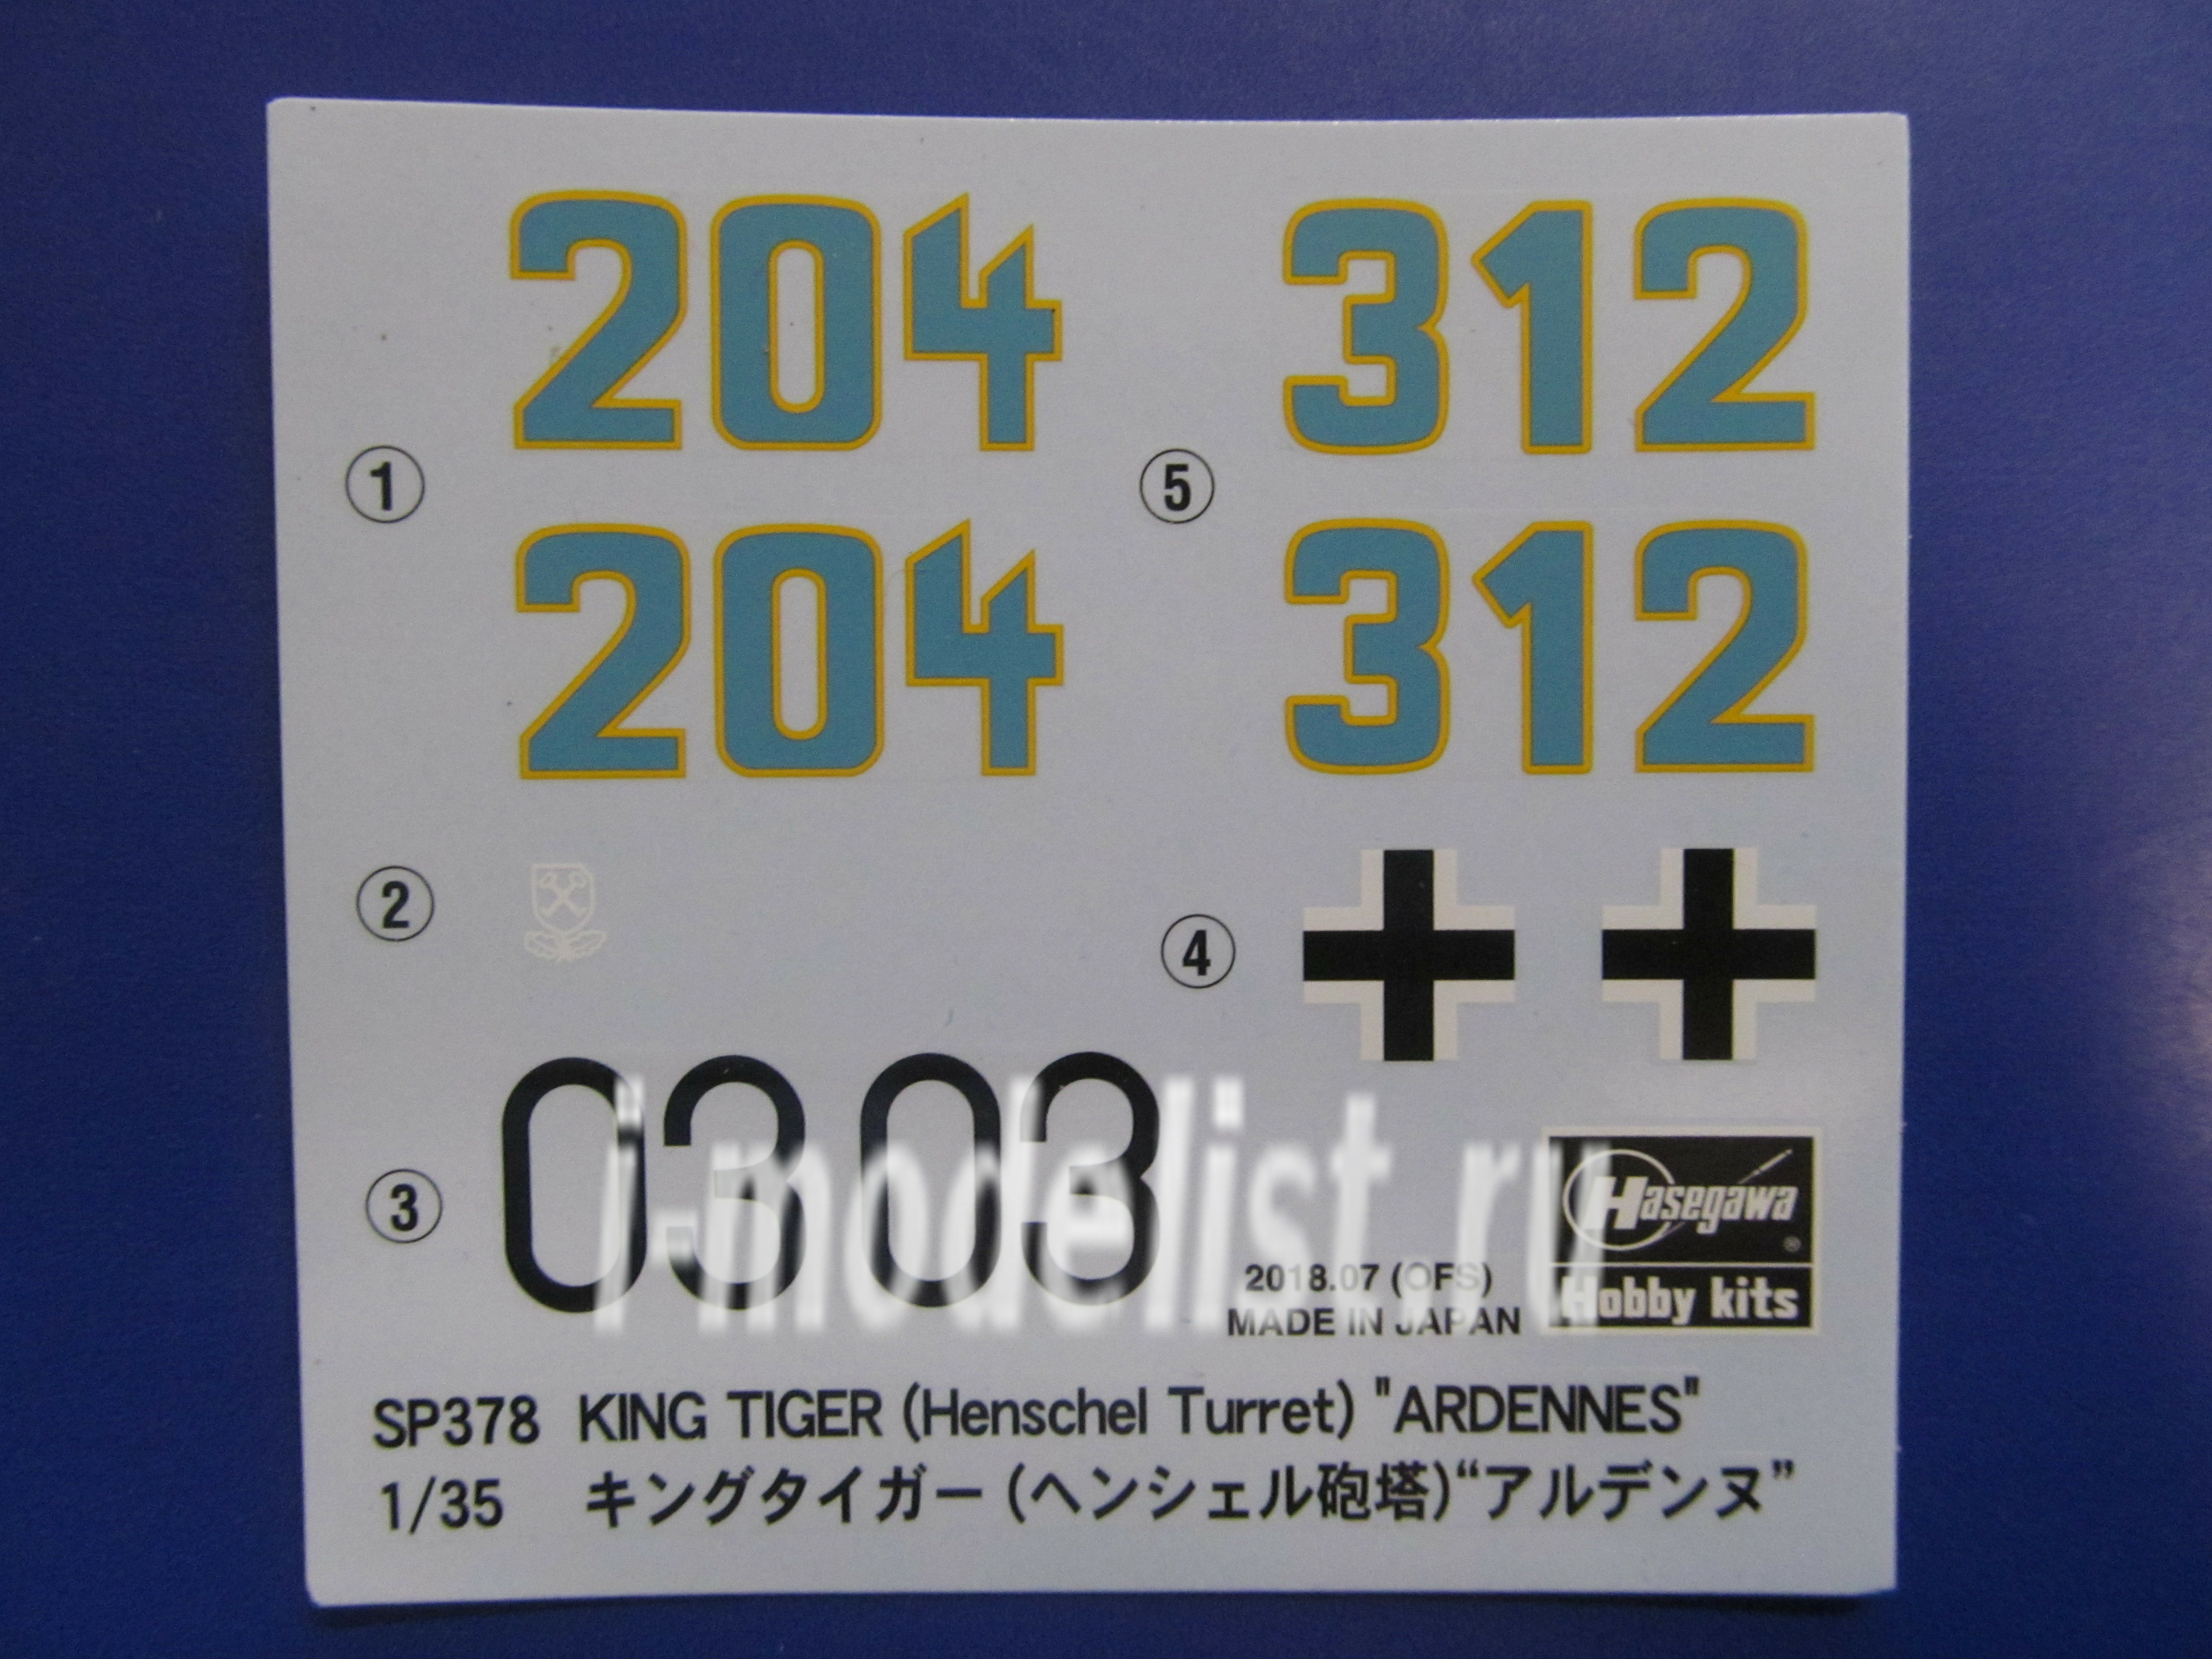 204
312
①
⑤
204
312
②
④
③
03 03
i-modelist.ru
Hasegawa®
Hobby kits
2018.07 (OFS)
MADE IN JAPAN
SP378 KING TIGER (Henschel Turret) "ARDENNES"
1/35 キングタイガー (ヘンシェル砲塔)“アルデンヌ”